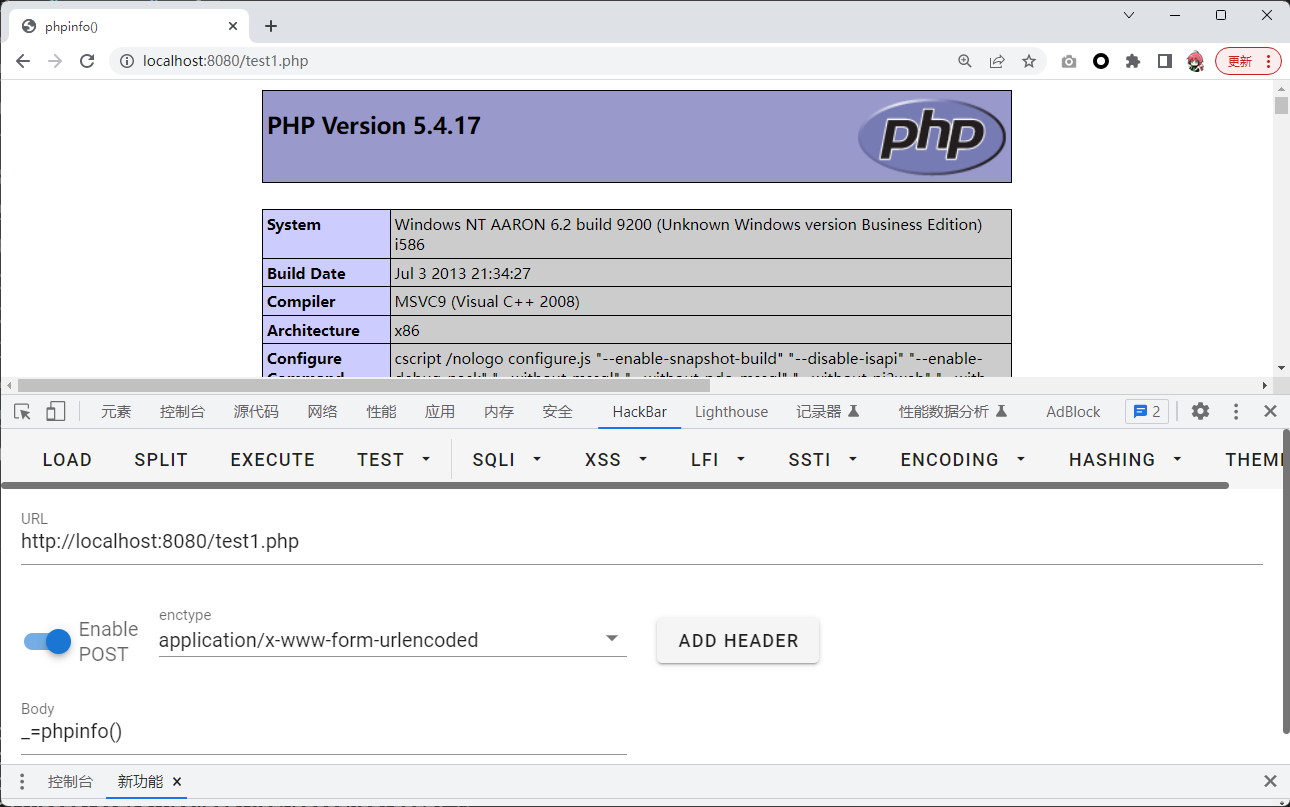 phpinfo()
localhost:8080/test1.php
更新
PHP Version 5.4.17
php
System
Windows NT AARON 6.2 build 9200 (Unknown Windows version Business Edition)
i586
Build Date
Jul 3 2013 21:34:27
Compiler
MSVC9 (Visual C++ 2008)
Architecture
x86
Configure
cscript /nologo configure.js "--enable-snapshot-build" "--disable-isapi" "--enable-
元素 控制台 源代码 网络 性能 应用 内存 安全 HackBar Lighthouse 记录器 性能数据分析 AdBlock 2
LOAD SPLIT EXECUTE TEST SQLI XSS LFI SSTI ENCODING HASHING THEM
URL
http://localhost:8080/test1.php
Enable
POST
enctype
application/x-www-form-urlencoded
ADD HEADER
Body
_=phpinfo()
控制台 新功能